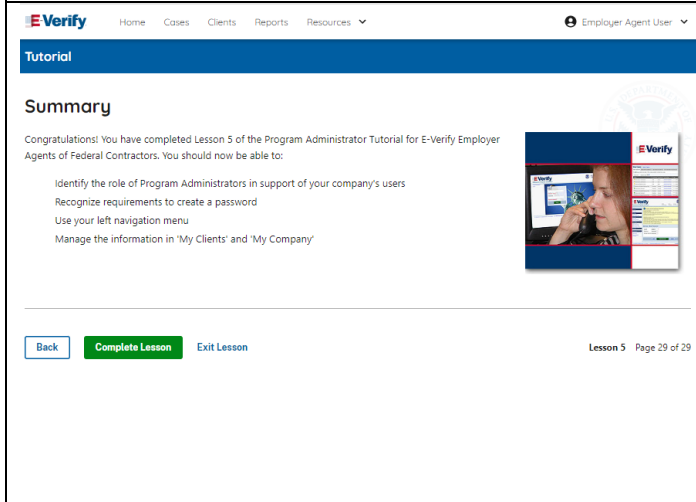 E-Verify Home Cases Clients Reports Resources Employer Agent User
Tutorial
Summary
Congratulations! You have completed Lesson 5 of the Program Administrator Tutorial for E-Verify Employer
Agents of Federal Contractors. You should now be able to:
Identify the role of Program Administrators in support of your company's users
Recognize requirements to create a password
Use your left navigation menu
Manage the information in 'My Clients' and 'My Company'
E-Verify
Back Complete Lesson Exit Lesson Lesson 5 Page 29 of 29